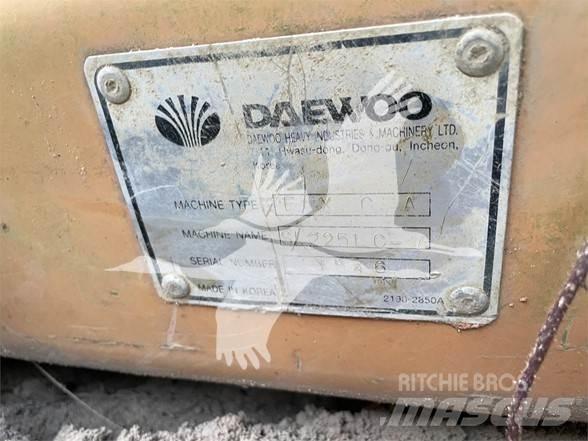 DAEWOO
DAEWOO HEAVY INDUSTRIES & MACHINERY LTD.
Hwasu-dong, Dong-gu, Incheon,
Korea
MACHINE TYPE
MACHINE NAME
SERIAL NUMBER
MADE IN KOREA
2190-2850A
RITCHIE BROS
MASCUS